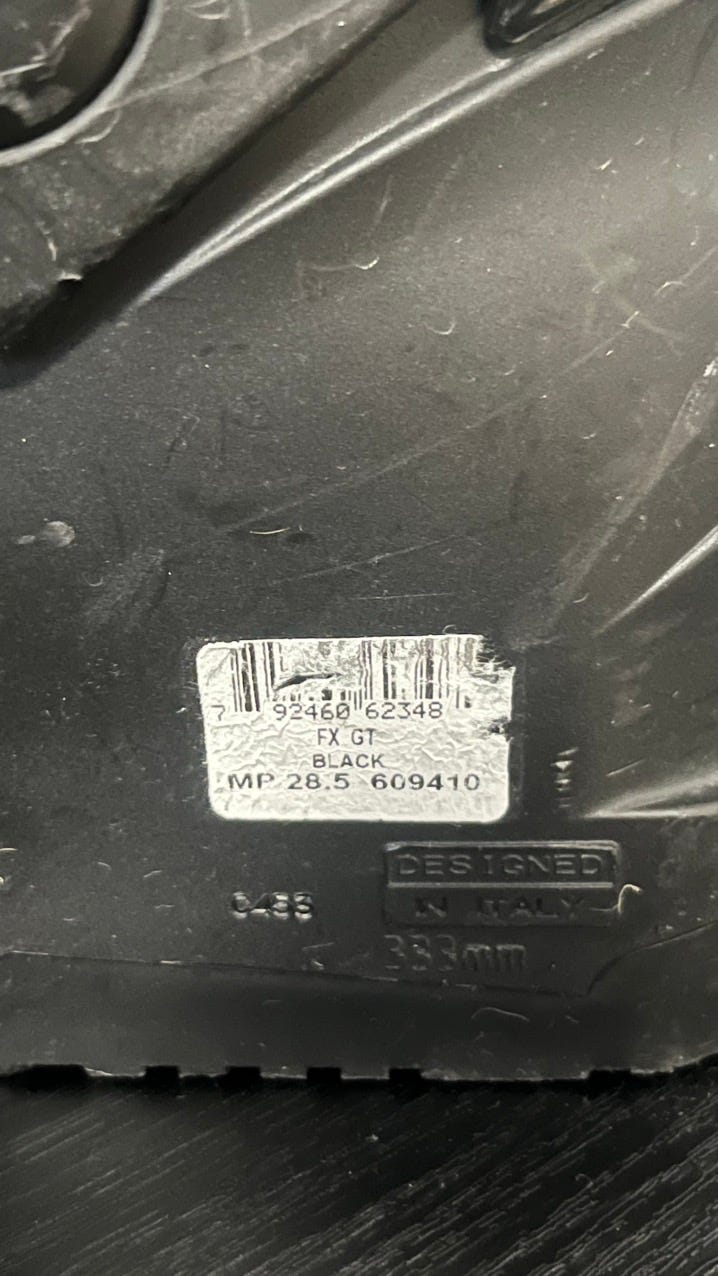 7 92460 62348
FX GT
BLACK
MP 28.5 609410
DESIGNED
IN ITALY
333mm